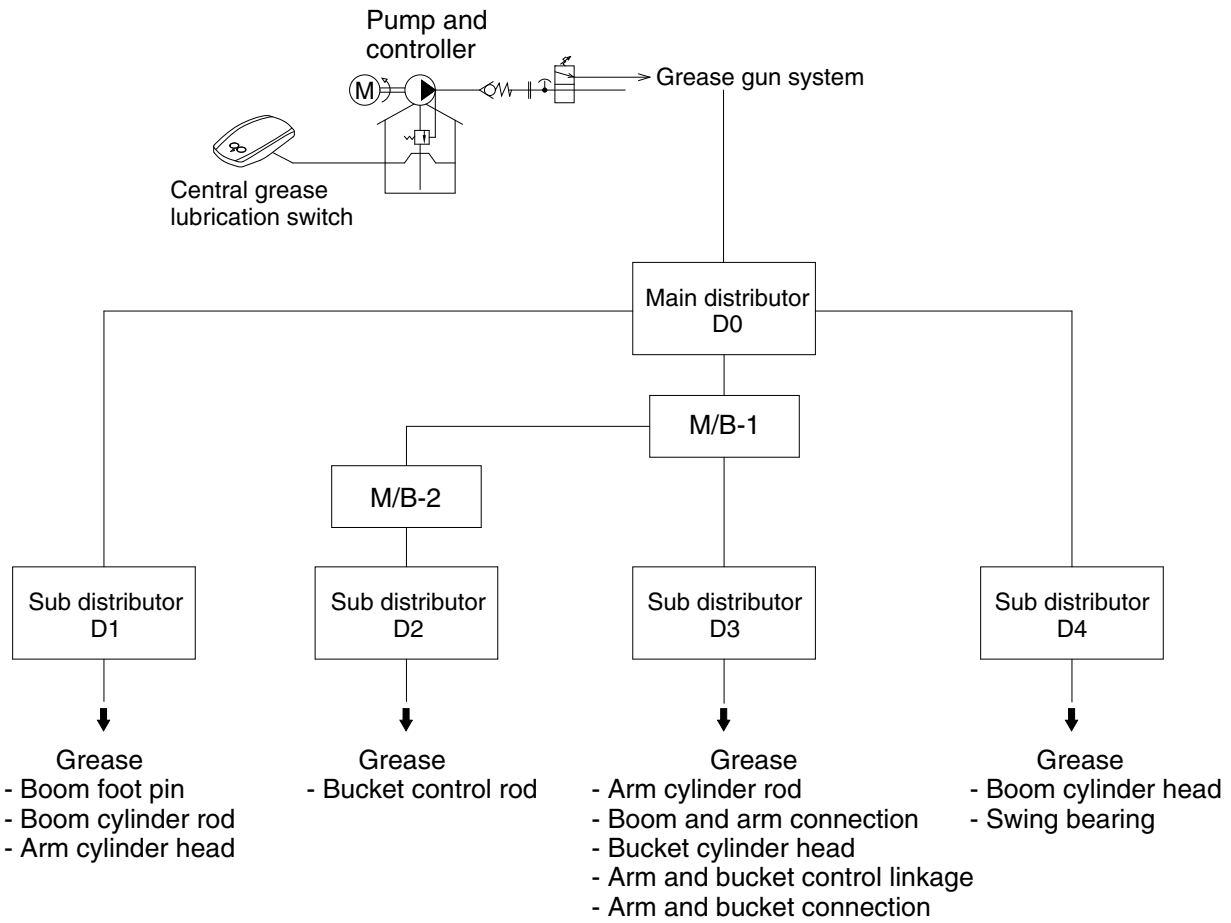 Pump and
controller
M
Grease gun system
Central grease
lubrication switch
Main distributor
D0
M/B-1
M/B-2
Sub distributor
D1
Sub distributor
D2
Sub distributor
D3
Sub distributor
D4
Grease
- Boom foot pin
- Boom cylinder rod
- Arm cylinder head
Grease
- Bucket control rod
Grease
- Arm cylinder rod
- Boom and arm connection
- Bucket cylinder head
- Arm and bucket control linkage
- Arm and bucket connection
Grease
- Boom cylinder head
- Swing bearing